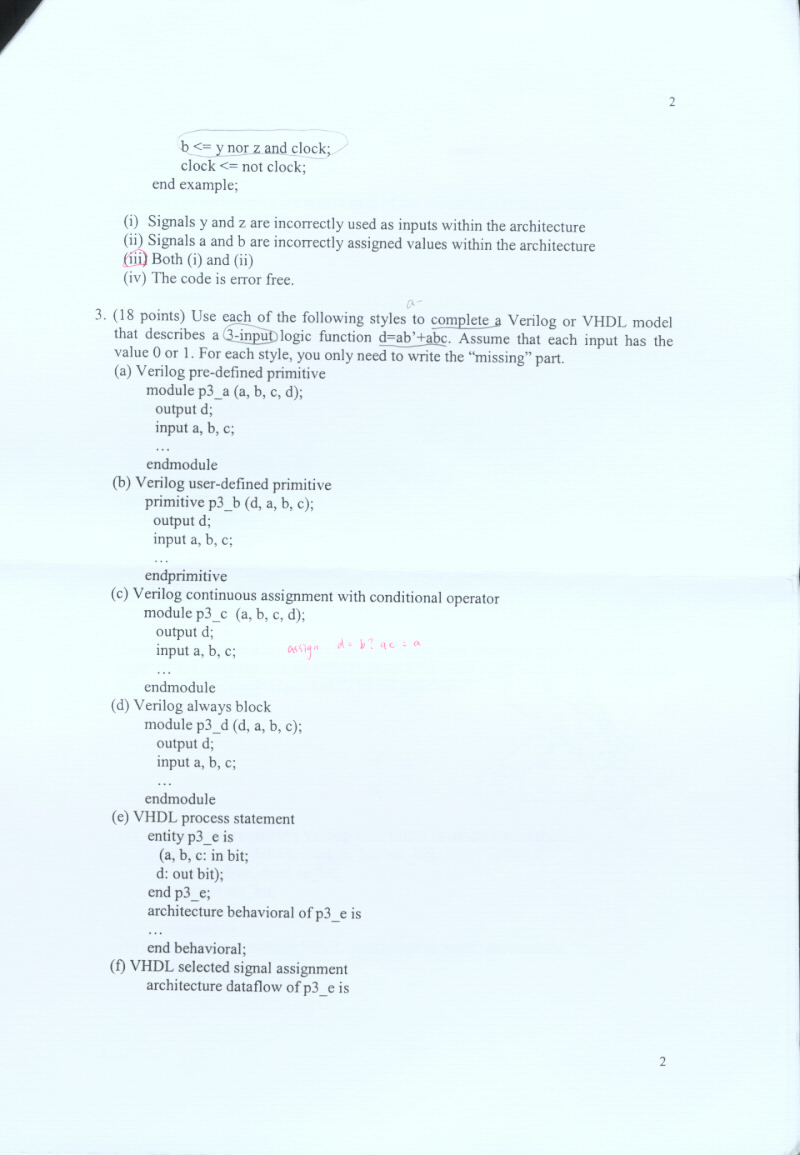 2
b <= y nor z and clock;
clock <= not clock;
end example;
(i) Signals y and z are incorrectly used as inputs within the architecture
(ii) Signals a and b are incorrectly assigned values within the architecture
(iii) Both (i) and (ii)
(iv) The code is error free.
a-
3. (18 points) Use each of the following styles to complete a Verilog or VHDL model
that describes a 3-input logic function d=ab’+abc. Assume that each input has the
value 0 or 1. For each style, you only need to write the “missing” part.
(a) Verilog pre-defined primitive
module p3_a (a, b, c, d);
output d;
input a, b, c;
…
endmodule
(b) Verilog user-defined primitive
primitive p3_b (d, a, b, c);
output d;
input a, b, c;
…
endprimitive
(c) Verilog continuous assignment with conditional operator
module p3_c (a, b, c, d);
output d;
input a, b, c; assign d = b? ac = a
…
endmodule
(d) Verilog always block
module p3_d (d, a, b, c);
output d;
input a, b, c;
…
endmodule
(e) VHDL process statement
entity p3_e is
(a, b, c: in bit;
d: out bit);
end p3_e;
architecture behavioral of p3_e is
…
end behavioral;
(f) VHDL selected signal assignment
architecture dataflow of p3_e is
2